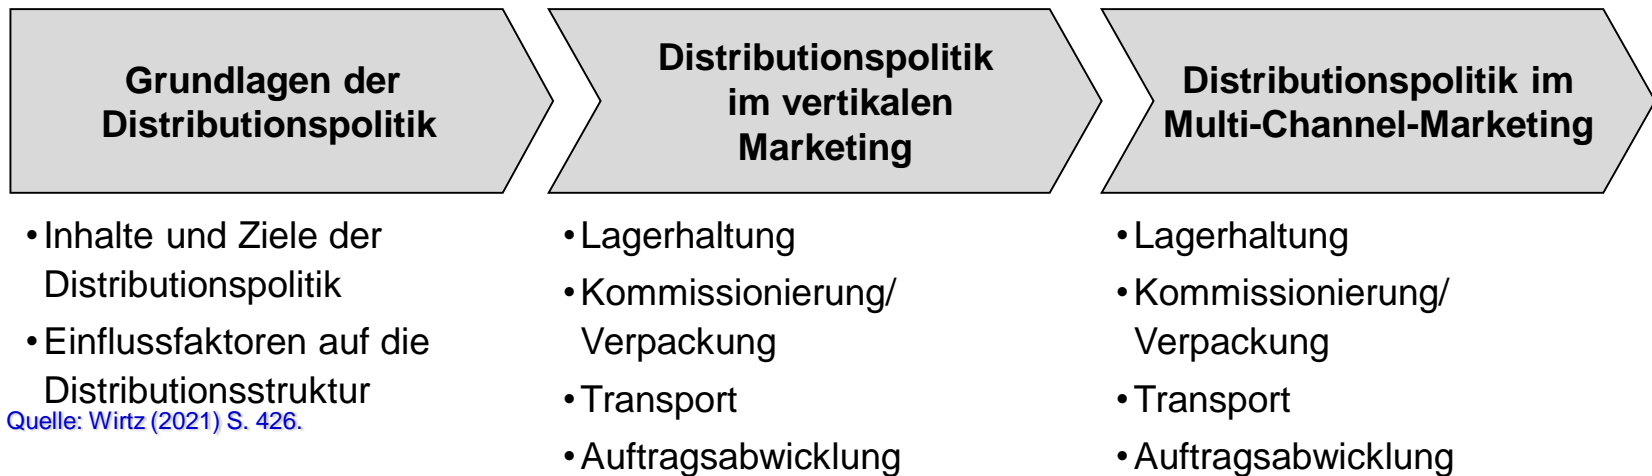 Grundlagen der
Distributionspolitik
Distributionspolitik
im vertikalen
Marketing
Distributionspolitik im
Multi-Channel-Marketing
•Inhalte und Ziele der
Distributionspolitik
•Einflussfaktoren auf die
Distributionsstruktur
Quelle: Wirtz (2021) S. 426.
•Lagerhaltung
•Kommissionierung/
Verpackung
•Transport
•Auftragsabwicklung
•Lagerhaltung
•Kommissionierung/
Verpackung
•Transport
•Auftragsabwicklung